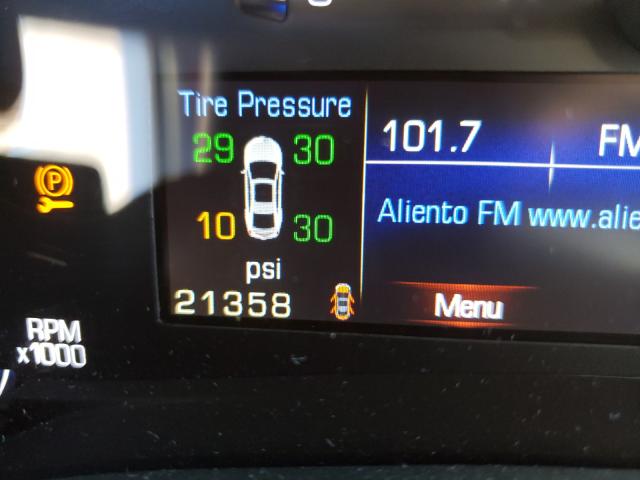 Tire Pressure
29 30
10 30
psi
21358
101.7 FM
Aliento FM www.alie
Menu
P
RPM
x1000